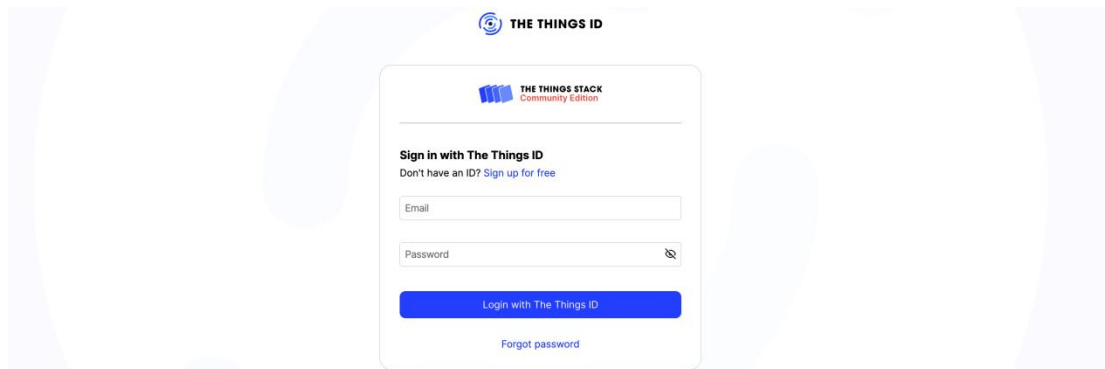 THE THINGS ID
THE THINGS STACK
Community Edition
Sign in with The Things ID
Don't have an ID? Sign up for free
Email
Password
Login with The Things ID
Forgot password